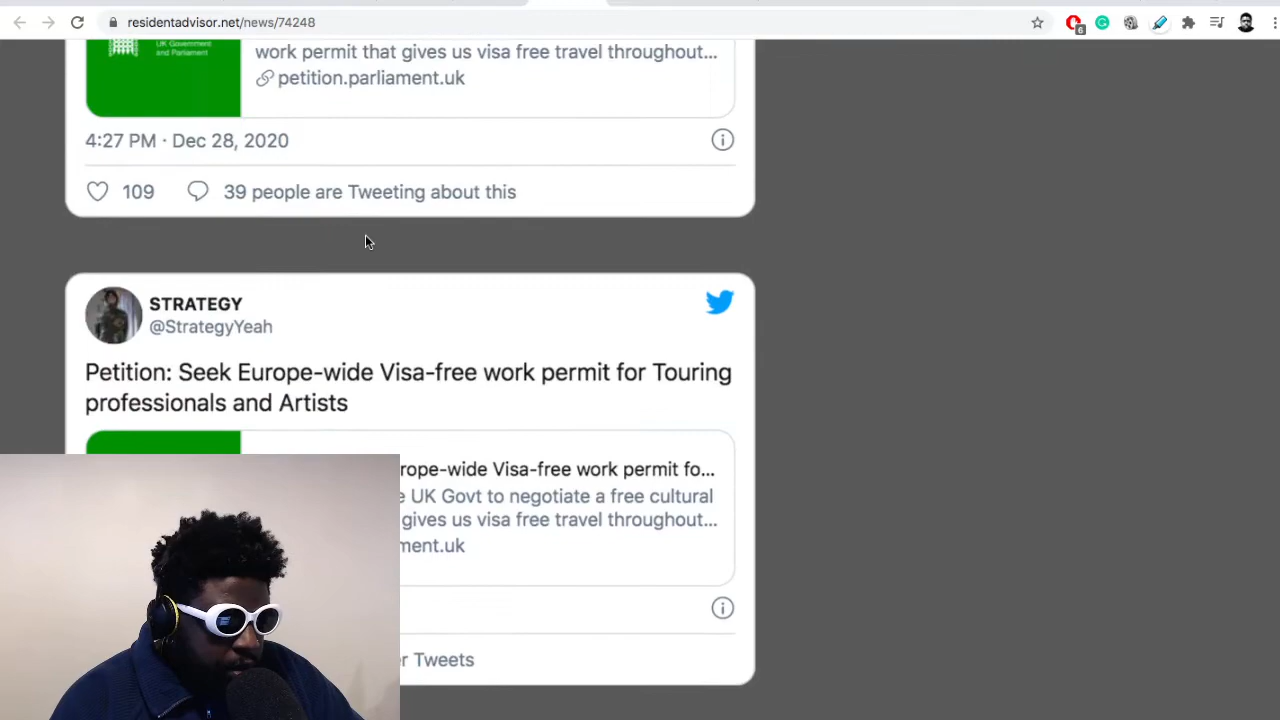 residentadvisor.net/news/74248
6
UK Government
and Parliament
work permit that gives us visa free travel throughout...
petition.parliament.uk
4:27 PM · Dec 28, 2020
109
39 people are Tweeting about this
STRATEGY
@StrategyYeah
Petition: Seek Europe-wide Visa-free work permit for Touring
professionals and Artists
rope-wide Visa-free work permit fo...
e UK Govt to negotiate a free cultural
gives us visa free travel throughout...
ment.uk
r Tweets